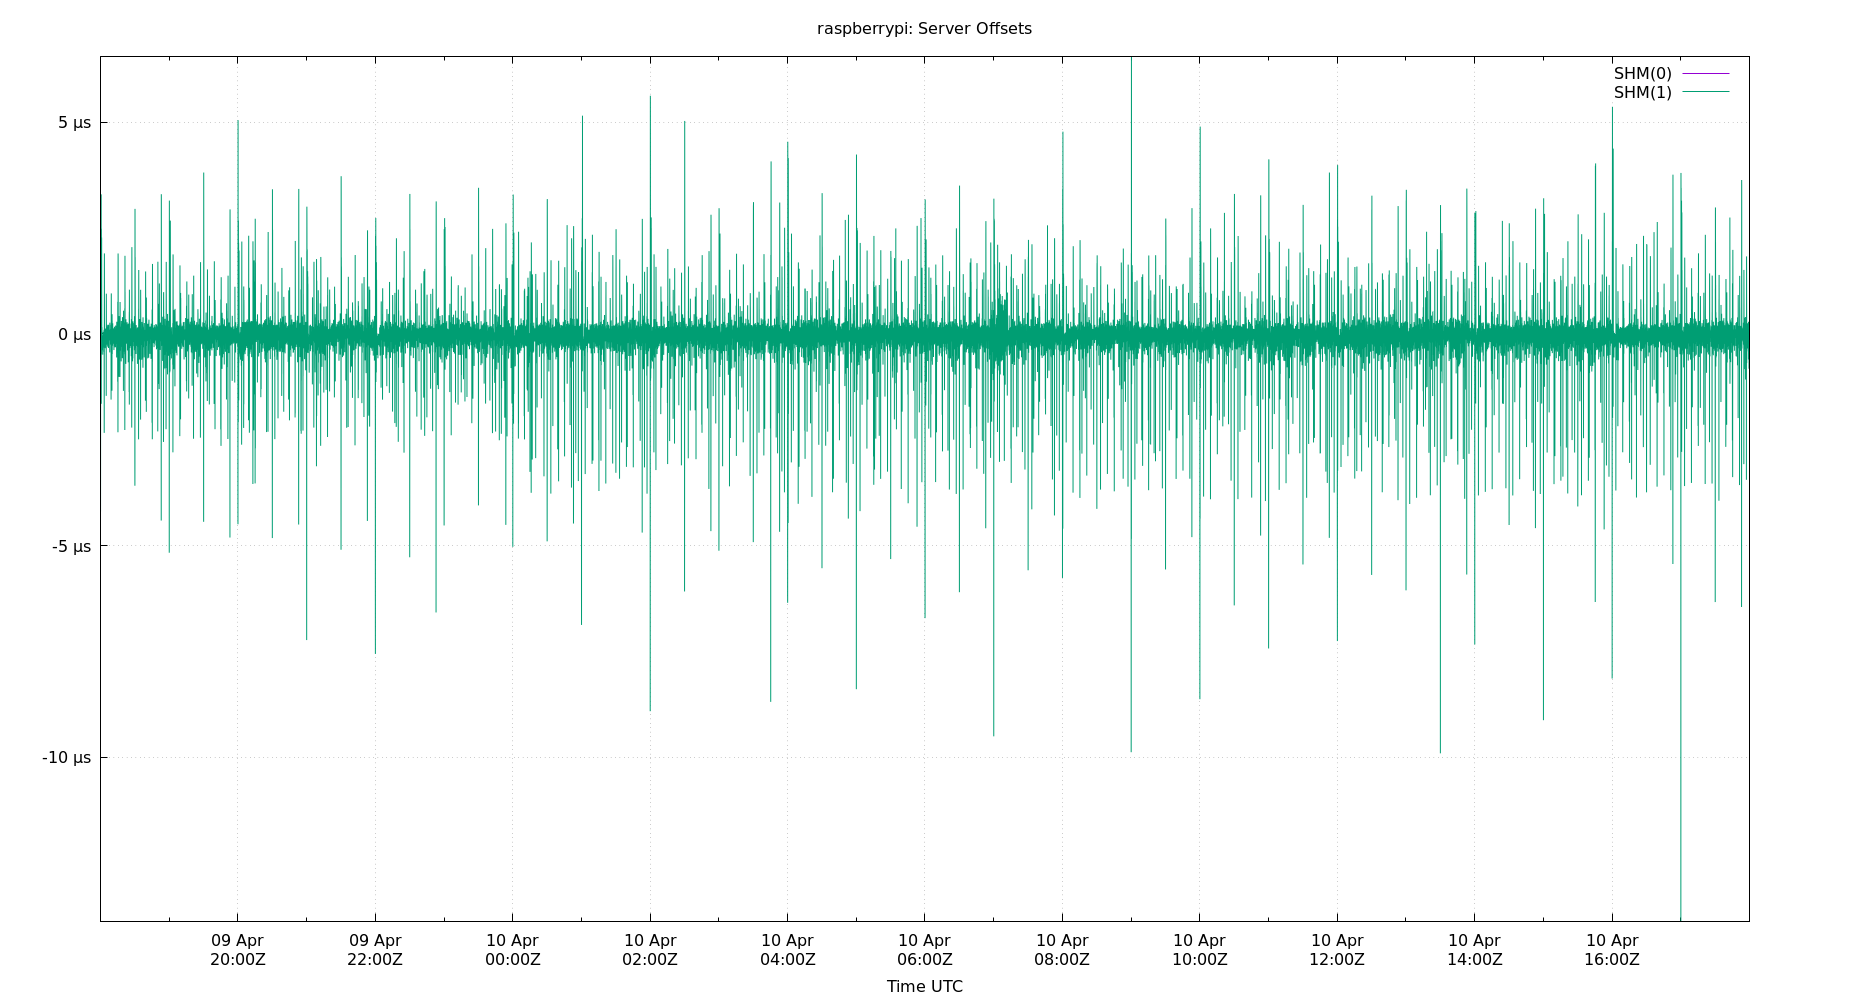 raspberrypi: Server Offsets
SHM(0)
SHM(1)
5 µs
0 µs
-5 µs
-10 µs
09 Apr 09 Apr 10 Apr 10 Apr 10 Apr 10 Apr 10 Apr 10 Apr 10 Apr 10 Apr 10 Apr
20:00Z 22:00Z 00:00Z 02:00Z 04:00Z 06:00Z 08:00Z 10:00Z 12:00Z 14:00Z 16:00Z
Time UTC